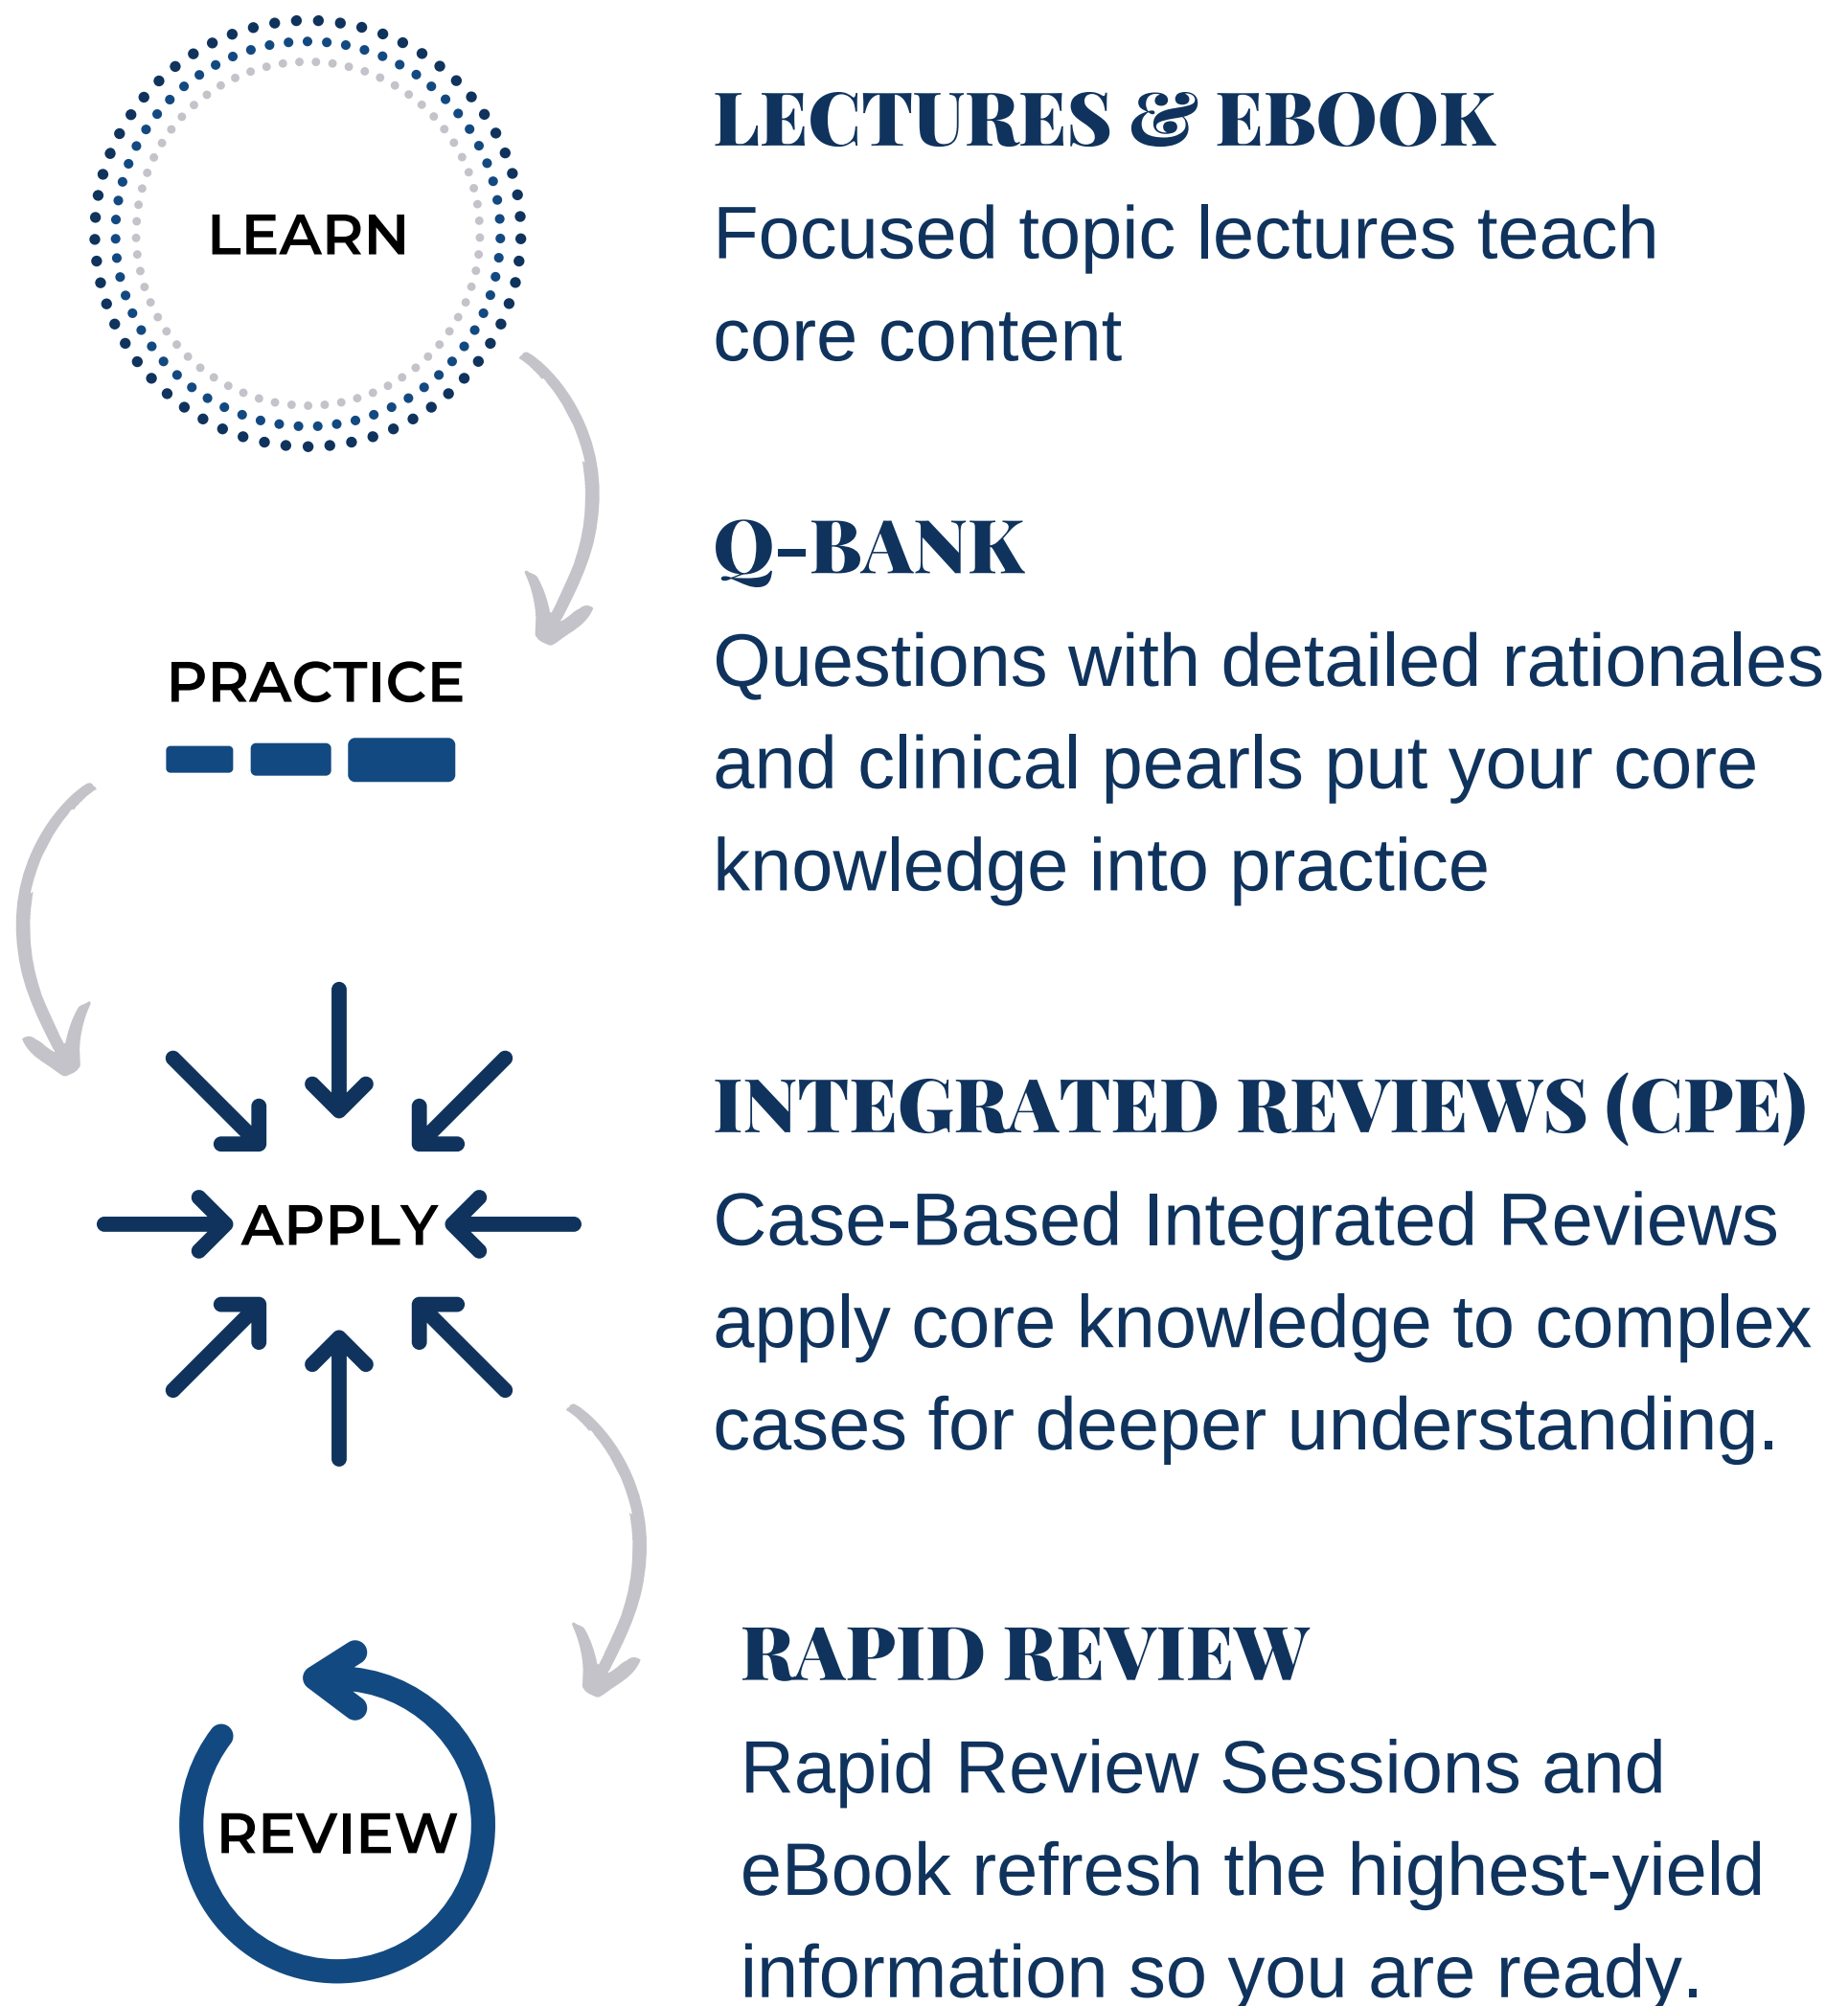 LEARN
LECTURES & EBOOK
Focused topic lectures teach
core content
PRACTICE
Q-BANK
Questions with detailed rationales
and clinical pearls put your core
knowledge into practice
APPLY
INTEGRATED REVIEWS (CPE)
Case-Based Integrated Reviews
apply core knowledge to complex
cases for deeper understanding.
REVIEW
RAPID REVIEW
Rapid Review Sessions and
eBook refresh the highest-yield
information so you are ready.